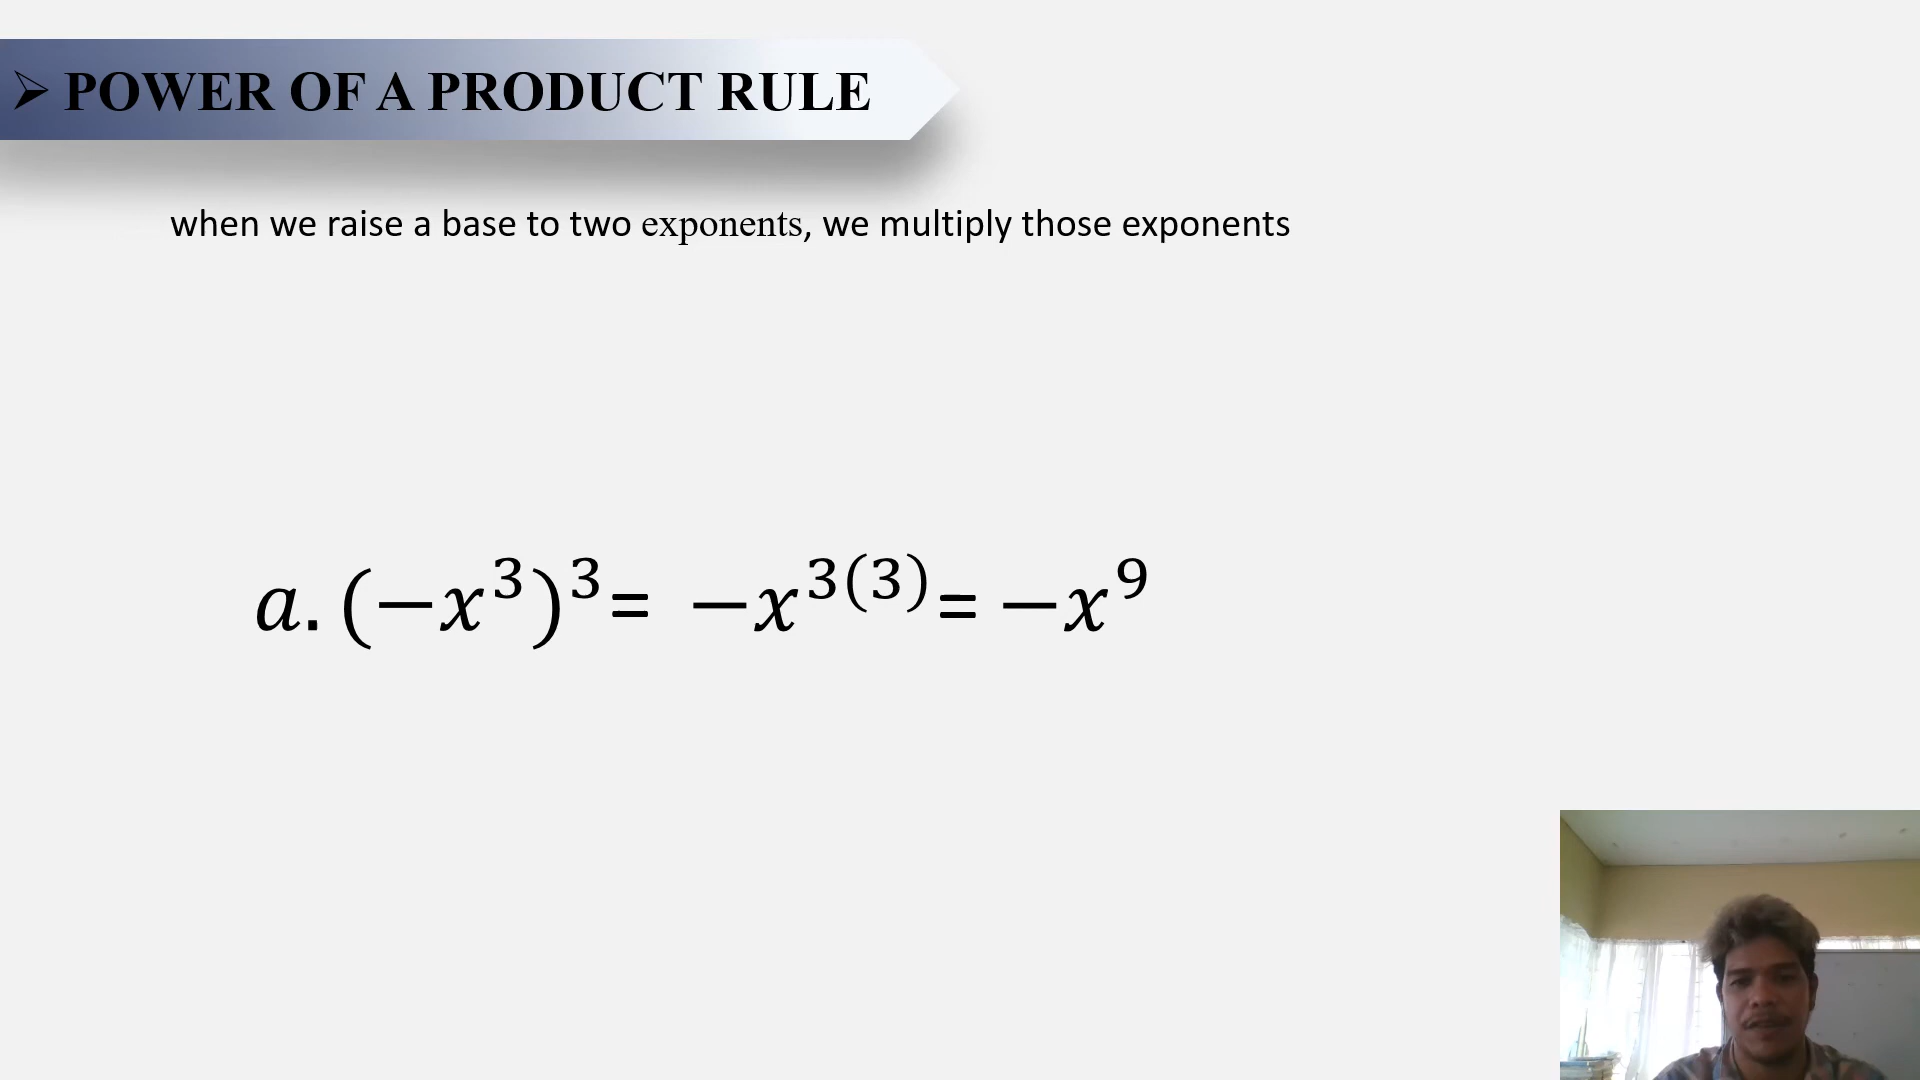 ➢ POWER OF A PRODUCT RULE
when we raise a base to two exponents, we multiply those exponents
a. (−x³)³= −x³⁽³⁾= −x⁹